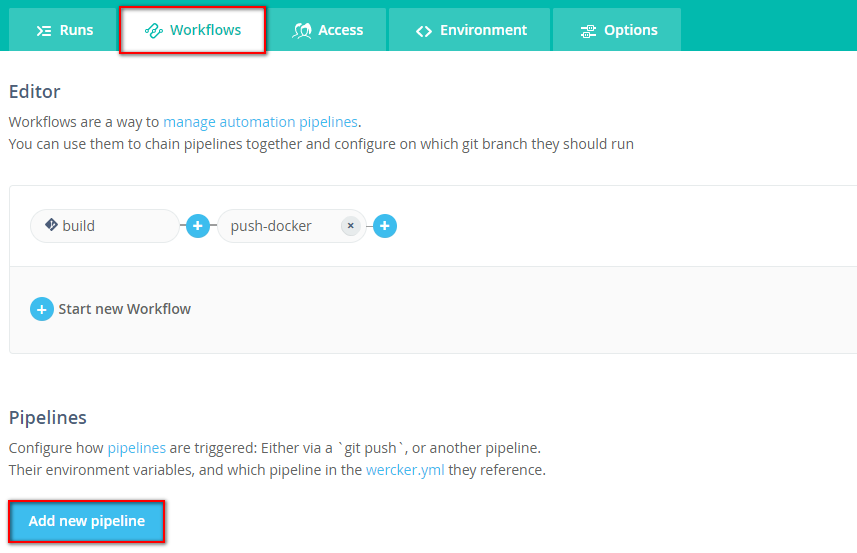 Runs
Workflows
Access
Environment
Options
Editor
Workflows are a way to manage automation pipelines.
You can use them to chain pipelines together and configure on which git branch they should run
build
push-docker
Start new Workflow
Pipelines
Configure how pipelines are triggered: Either via a `git push`, or another pipeline.
Their environment variables, and which pipeline in the wercker.yml they reference.
Add new pipeline